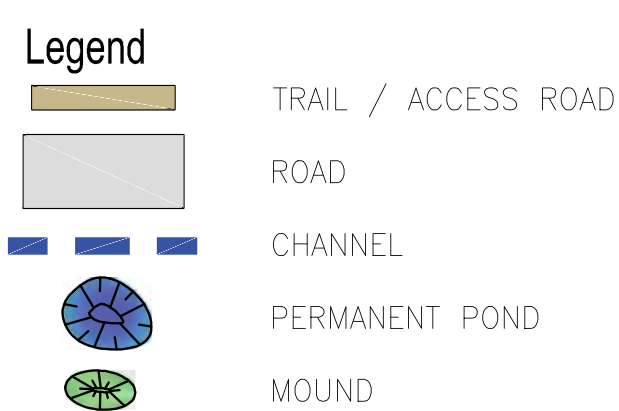 Legend
TRAIL / ACCESS ROAD
ROAD
CHANNEL
PERMANENT POND
MOUND